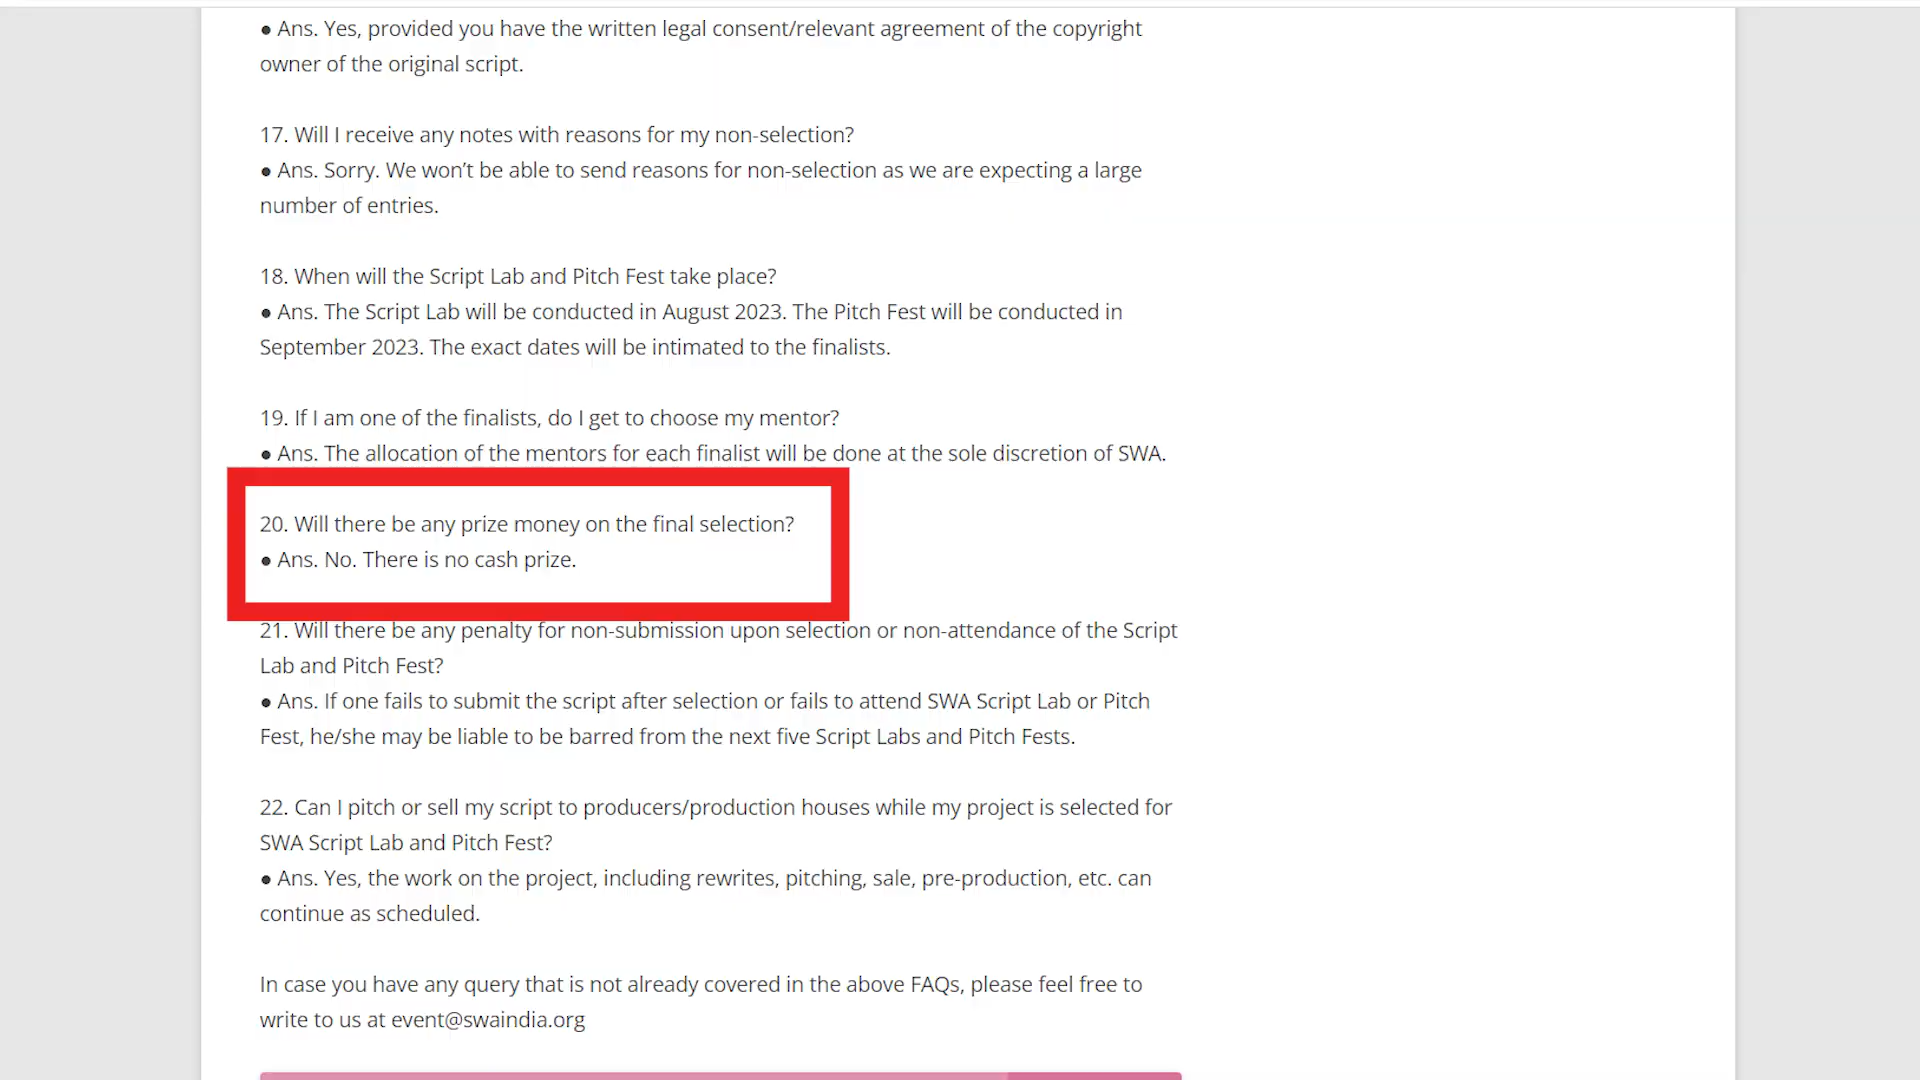 ● Ans. Yes, provided you have the written legal consent/relevant agreement of the copyright
owner of the original script.
17. Will I receive any notes with reasons for my non-selection?
● Ans. Sorry. We won’t be able to send reasons for non-selection as we are expecting a large
number of entries.
18. When will the Script Lab and Pitch Fest take place?
● Ans. The Script Lab will be conducted in August 2023. The Pitch Fest will be conducted in
September 2023. The exact dates will be intimated to the finalists.
19. If I am one of the finalists, do I get to choose my mentor?
● Ans. The allocation of the mentors for each finalist will be done at the sole discretion of SWA.
20. Will there be any prize money on the final selection?
● Ans. No. There is no cash prize.
21. Will there be any penalty for non-submission upon selection or non-attendance of the Script
Lab and Pitch Fest?
● Ans. If one fails to submit the script after selection or fails to attend SWA Script Lab or Pitch
Fest, he/she may be liable to be barred from the next five Script Labs and Pitch Fests.
22. Can I pitch or sell my script to producers/production houses while my project is selected for
SWA Script Lab and Pitch Fest?
● Ans. Yes, the work on the project, including rewrites, pitching, sale, pre-production, etc. can
continue as scheduled.
In case you have any query that is not already covered in the above FAQs, please feel free to
write to us at event@swaindia.org